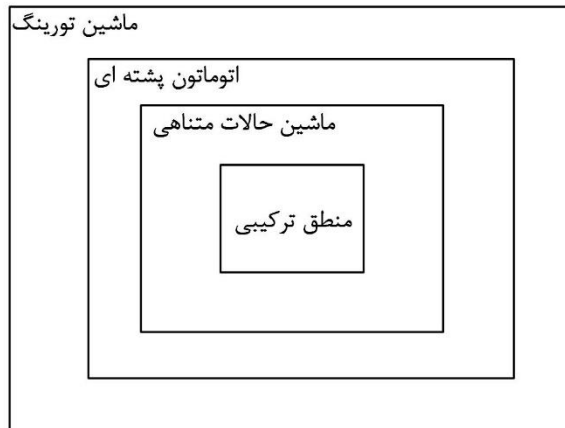 ماشین تورینگ
اتوماتون پشته ای
ماشین حالات متناهی
منطق ترکیبی